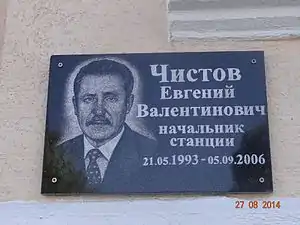 Чистов
Евгений
Валентинович
начальник
станции
21.05.1993 - 05.09.2006
27 08 2014